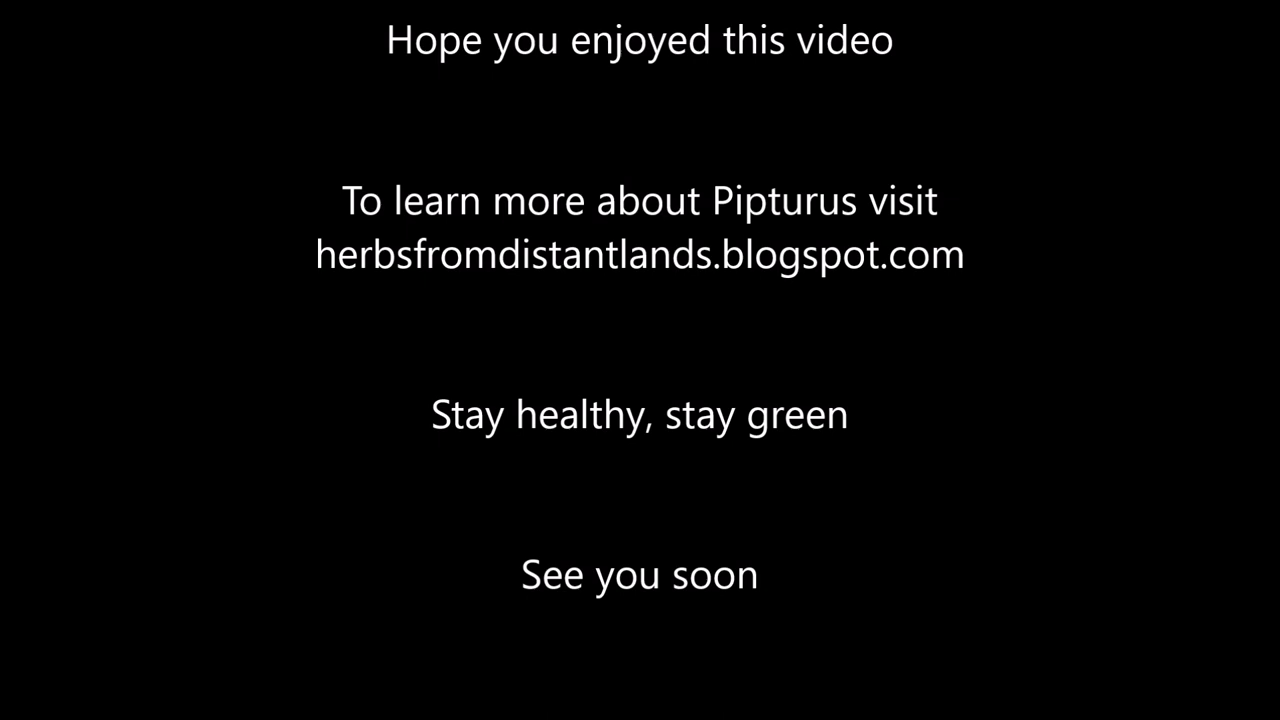 Hope you enjoyed this video
To learn more about Pipturus visit
herbsfromdistantlands.blogspot.com
Stay healthy, stay green
See you soon